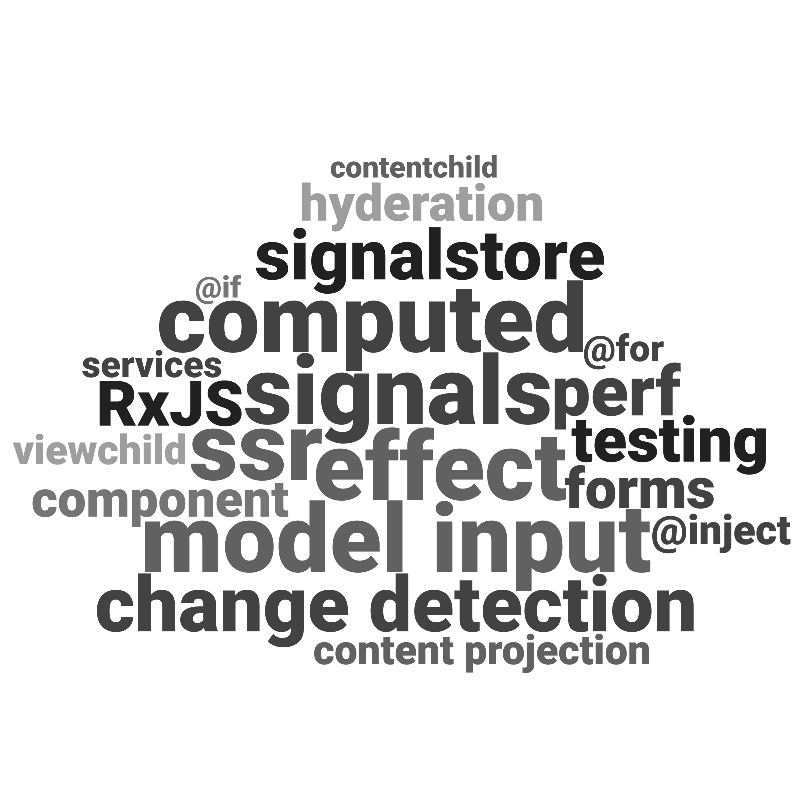 contentchild
hyderation
signalstore
@if
computed
@for
services
RxJS
signals
perf
viewchild
ssr
effect
testing
component
forms
model input
@inject
change detection
content projection